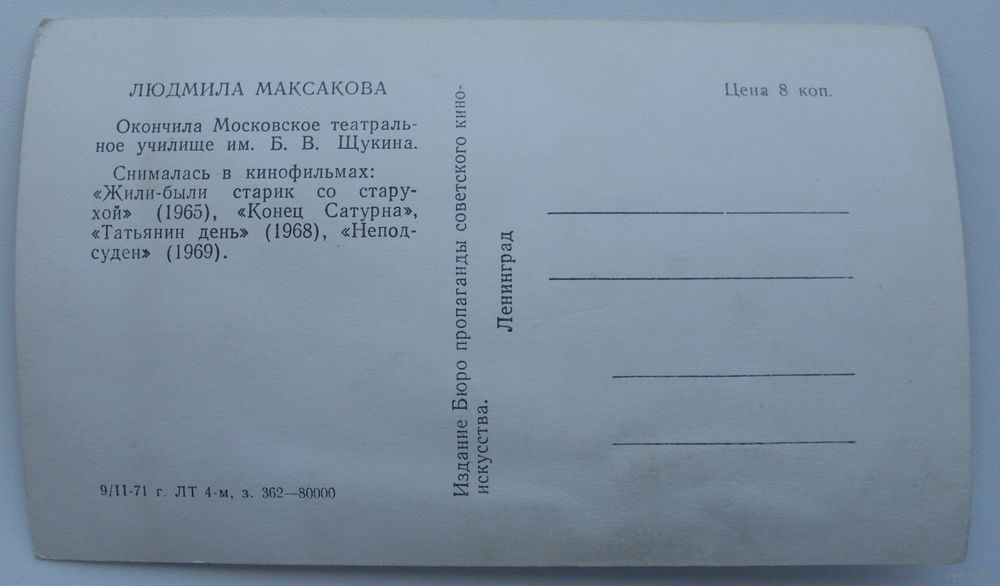 ЛЮДМИЛА МАКСАКОВА
Окончила Московское театраль-
ное училище им. Б. В. Щукина.
Снималась в кинофильмах:
«Жили-были старик со стару-
хой» (1965), «Конец Сатурна»,
«Татьянин день» (1968), «Непод-
суден» (1969).
9/II-71 г. ЛТ 4-м, з. 362—80000
Издание Бюро пропаганды советского кино-
искусства.
Ленинград
Цена 8 коп.